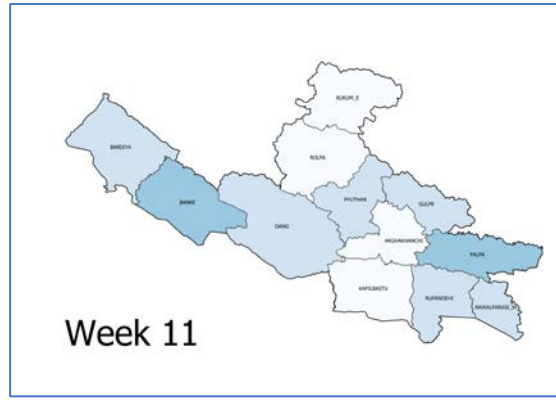 RUKUM_E
BARDIYA
ROLPA
BANKE
PYUTHAN
GULMI
DANG
ARGHAKHANCHI
PALPA
KAPILBASTU
RUPANDEHI
NAWALPARASI_W
Week 11